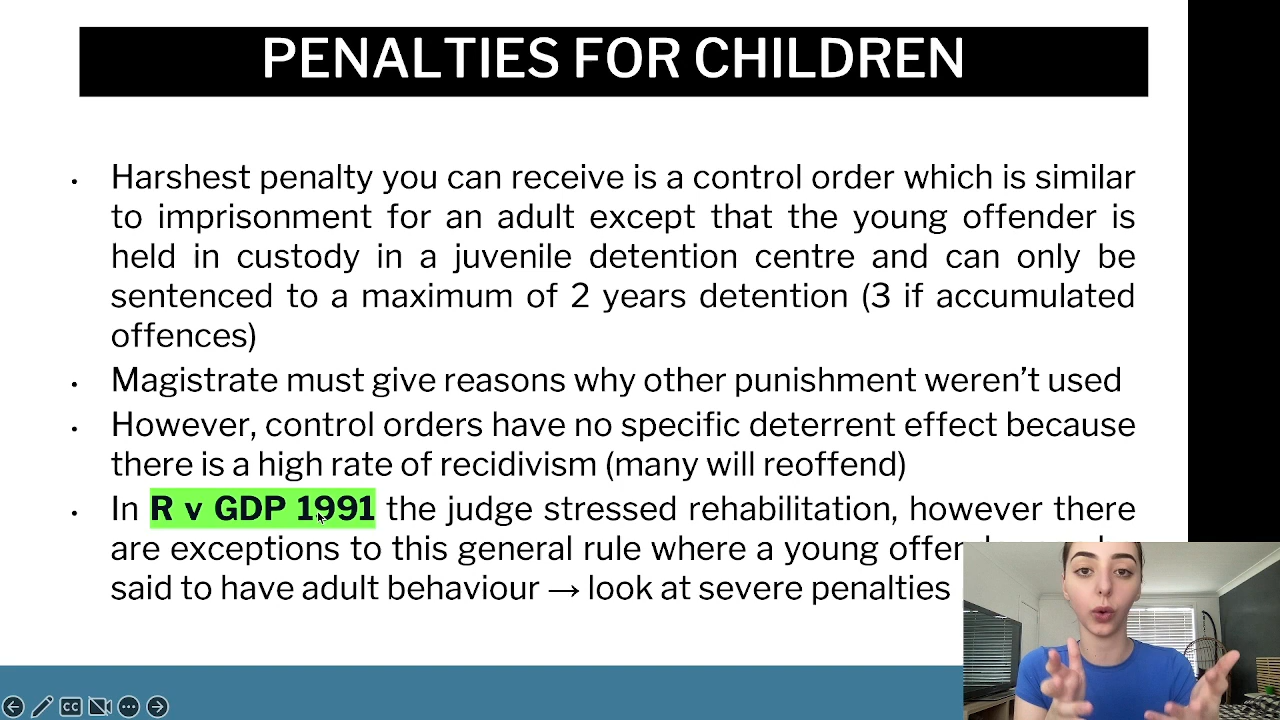 PENALTIES FOR CHILDREN
• Harshest penalty you can receive is a control order which is similar
to imprisonment for an adult except that the young offender is
held in custody in a juvenile detention centre and can only be
sentenced to a maximum of 2 years detention (3 if accumulated
offences)
• Magistrate must give reasons why other punishment weren't used
• However, control orders have no specific deterrent effect because
there is a high rate of recidivism (many will reoffend)
• In R v GDP 1991 the judge stressed rehabilitation, however there
are exceptions to this general rule where a young
said to have adult behaviour → look at severe penalties
CC